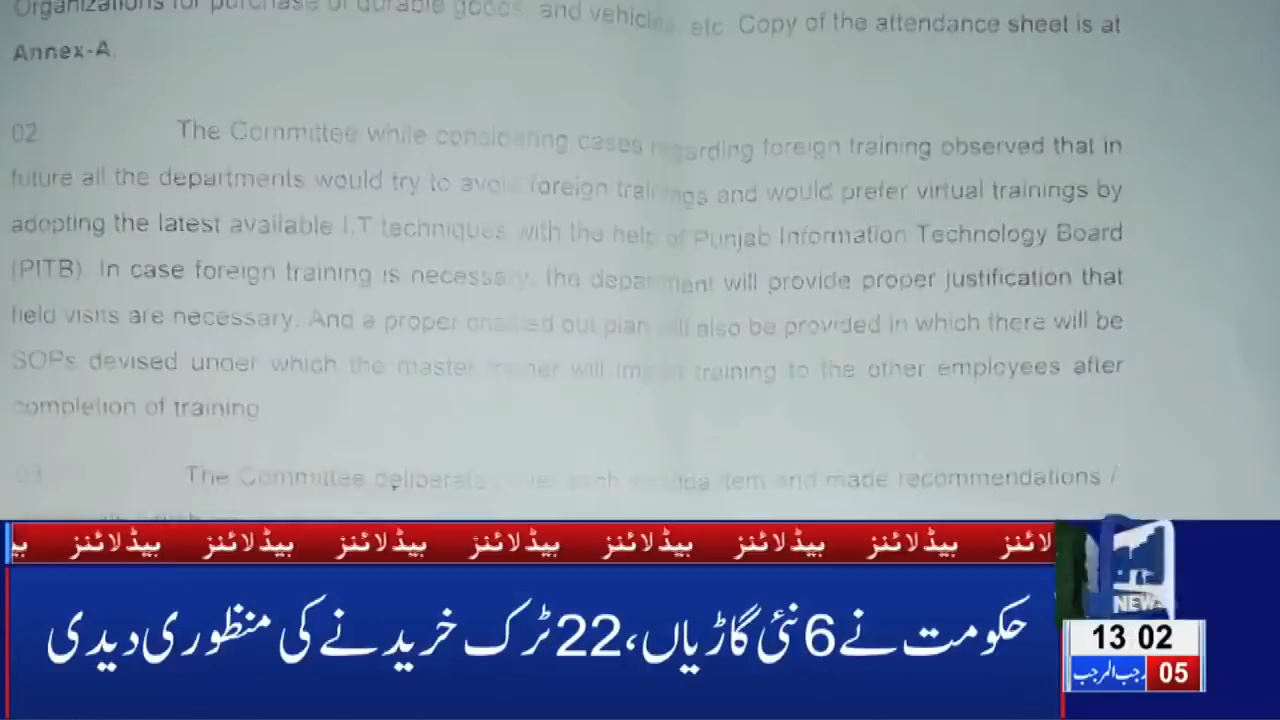 Organizations for purchase of durable goods, and vehicles, etc. Copy of the attendance sheet is at
Annex-A.
02 The Committee while considering cases regarding foreign training observed that in
future all the departments would try to avoid foreign trainings and would prefer virtual trainings by
adopting the latest available I.T techniques with the help of Punjab Information Technology Board
(PITB). In case foreign training is necessary, the department will provide proper justification that
field visits are necessary. And a proper chalked out plan will also be provided in which there will be
SOPs devised under which the master trainer will impart training to the other employees after
completion of training
03 The Committee deliberated over each agenda item and made recommendations /
ہیڈلائنز ہیڈلائنز ہیڈلائنز ہیڈلائنز ہیڈلائنز ہیڈلائنز ہیڈلائنز
حکومت نے 6 نئی گاڑیاں، 22 ٹرک خریدنے کی منظوری دیدی
NEWS
13 02
05 رجب المرجب